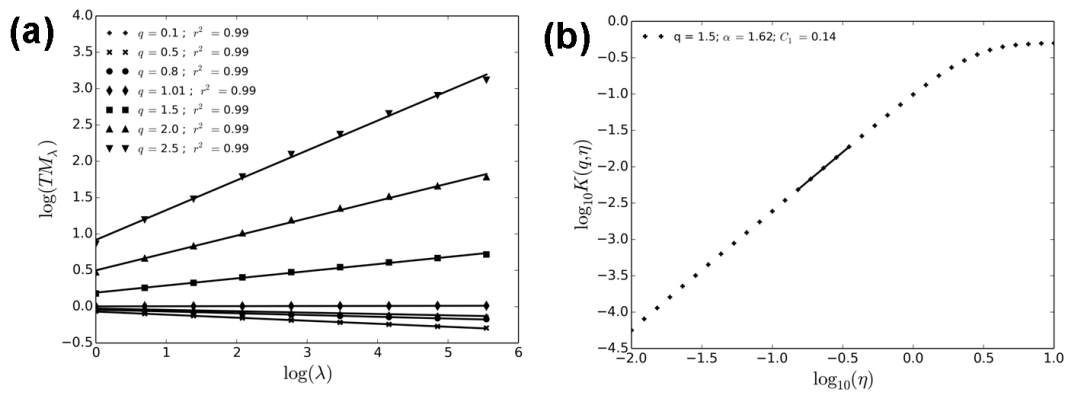 (a)
log(TM_λ)
4.0
3.5
3.0
2.5
2.0
1.5
1.0
0.5
0.0
−0.5
q = 0.1 ; r² = 0.99
q = 0.5 ; r² = 0.99
q = 0.8 ; r² = 0.99
q = 1.01 ; r² = 0.99
q = 1.5 ; r² = 0.99
q = 2.0 ; r² = 0.99
q = 2.5 ; r² = 0.99
0 1 2 3 4 5 6
log(λ)
(b)
log₁₀K(q,η)
0.0
−0.5
−1.0
−1.5
−2.0
−2.5
−3.0
−3.5
−4.0
−4.5
q = 1.5; α = 1.62; C₁ = 0.14
−2.0 −1.5 −1.0 −0.5 0.0 0.5 1.0
log₁₀(η)